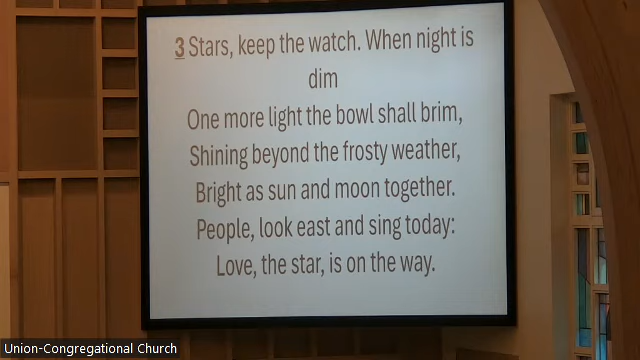 3 Stars, keep the watch. When night is
dim
One more light the bowl shall brim,
Shining beyond the frosty weather,
Bright as sun and moon together.
People, look east and sing today:
Love, the star, is on the way.
Union-Congregational Church